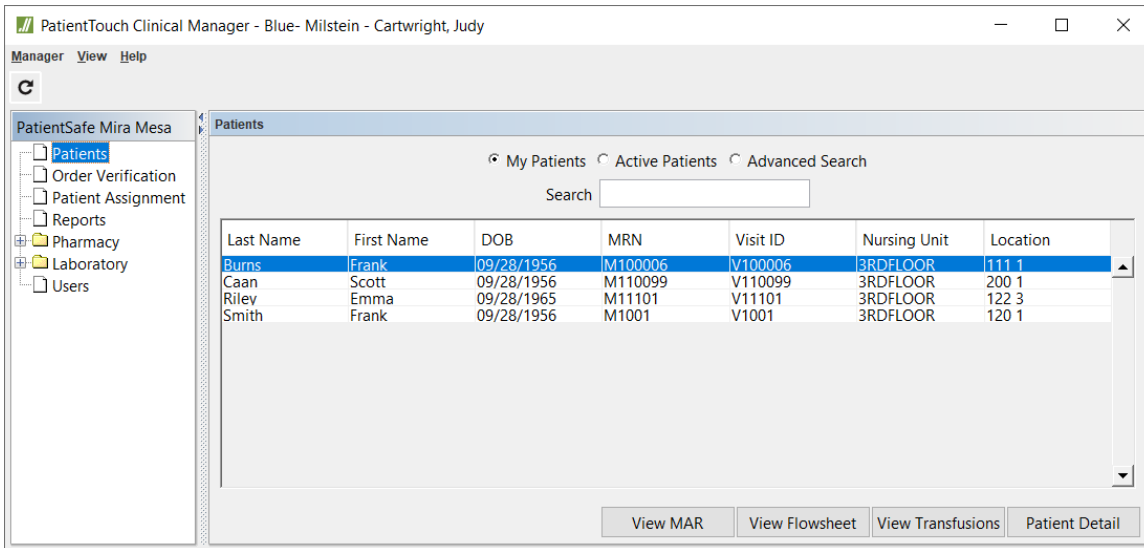 PatientTouch Clinical Manager - Blue- Milstein - Cartwright, Judy
Manager View Help
PatientSafe Mira Mesa
Patients
Order Verification
Patient Assignment
Reports
Pharmacy
Laboratory
Users
Patients
My Patients Active Patients Advanced Search
Search
Last Name First Name DOB MRN Visit ID Nursing Unit Location
Burns Frank 09/28/1956 M100006 V100006 3RDFLOOR 111 1
Caan Scott 09/28/1956 M110099 V110099 3RDFLOOR 200 1
Riley Emma 09/28/1965 M11101 V11101 3RDFLOOR 122 3
Smith Frank 09/28/1956 M1001 V1001 3RDFLOOR 120 1
View MAR View Flowsheet View Transfusions Patient Detail